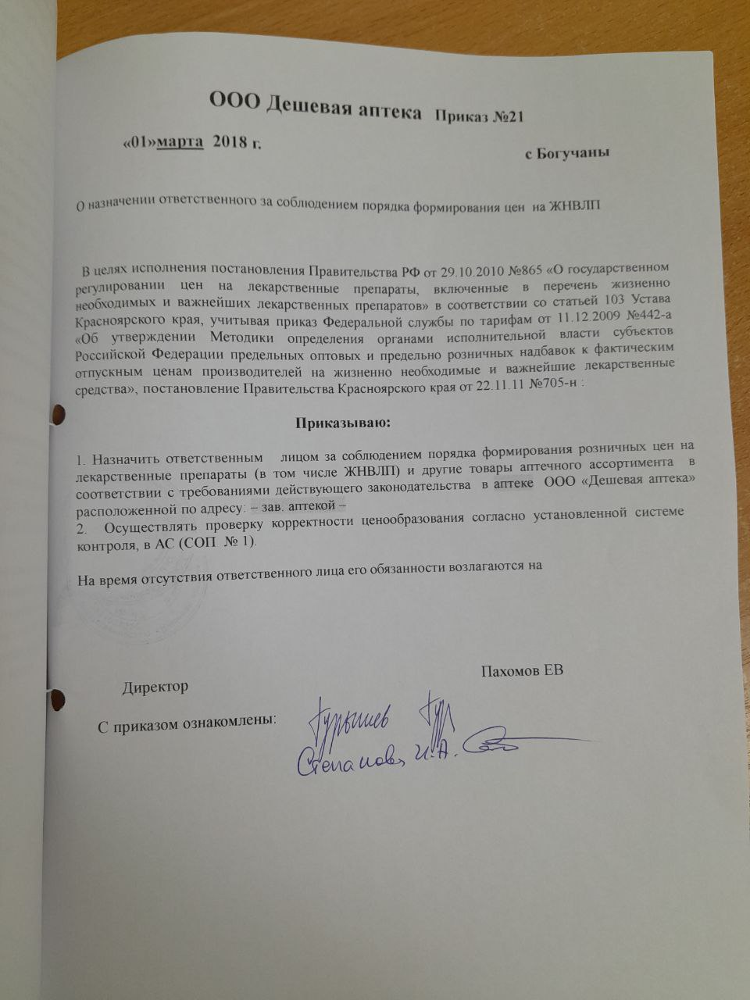 ООО Дешевая аптека Приказ №21
«01»марта 2018 г.
с Богучаны
О назначении ответственного за соблюдением порядка формирования цен на ЖНВЛП
В целях исполнения постановления Правительства РФ от 29.10.2010 №865 «О государственном
регулировании цен на лекарственные препараты, включенные в перечень жизненно
необходимых и важнейших лекарственных препаратов» в соответствии со статьей 103 Устава
Красноярского края, учитывая приказ Федеральной службы по тарифам от 11.12.2009 №442-а
«Об утверждении Методики определения органами исполнительной власти субъектов
Российской Федерации предельных оптовых и предельно розничных надбавок к фактическим
отпускным ценам производителей на жизненно необходимые и важнейшие лекарственные
средства», постановление Правительства Красноярского края от 22.11.11 №705-н :
Приказываю:
1. Назначить ответственным лицом за соблюдением порядка формирования розничных цен на
лекарственные препараты (в том числе ЖНВЛП) и другие товары аптечного ассортимента в
соответствии с требованиями действующего законодательства в аптеке ООО «Дешевая аптека»
расположенной по адресу: – зав. аптекой –
2. Осуществлять проверку корректности ценообразования согласно установленной системе
контроля, в АС (СОП № 1).
На время отсутствия ответственного лица его обязанности возлагаются на
Директор
Пахомов ЕВ
С приказом ознакомлены:
Степанова И.А.